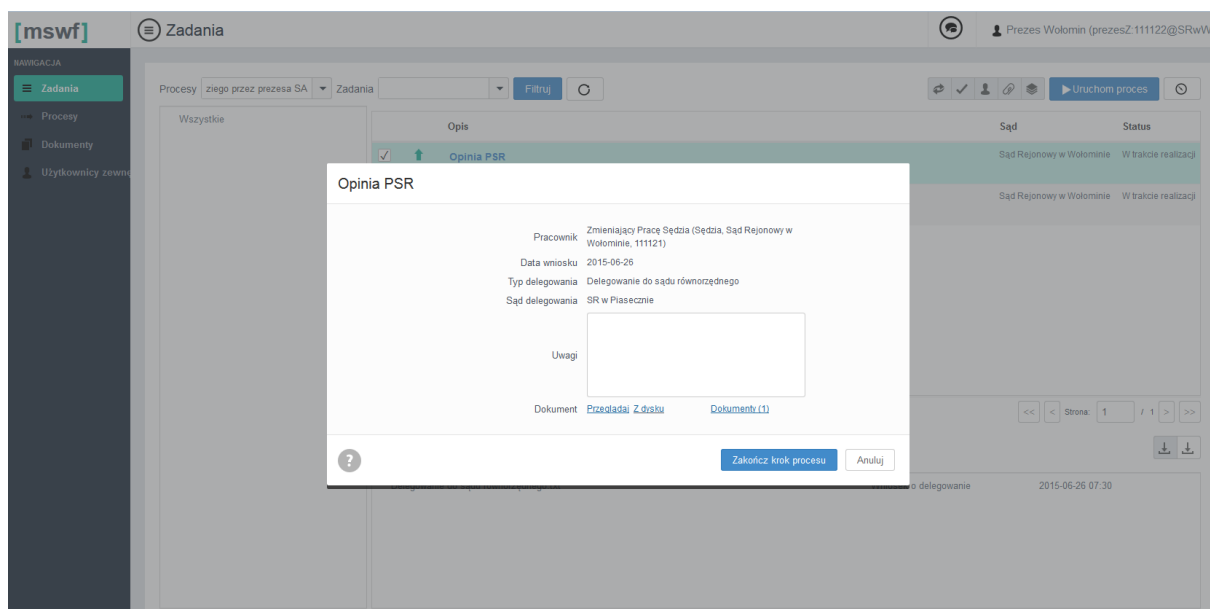 [mswf]
Zadania
Prezes Wołomin (prezesZ:111122@SRwW
NAWIGACJA
Zadania
Procesy
Dokumenty
Użytkownicy zewnę
Procesy ziego przez prezesa SA Zadania Filtruj Uruchom proces
Wszystkie
Opis Sąd Status
Opinia PSR Sąd Rejonowy w Wołominie W trakcie realizacji
Sąd Rejonowy w Wołominie W trakcie realizacji
Opinia PSR
Pracownik Zmieniający Pracę Sędzia (Sędzia, Sąd Rejonowy w
Wołominie, 111121)
Data wniosku 2015-06-26
Typ delegowania Delegowanie do sądu równorzędnego
Sąd delegowania SR w Piasecznie
Uwagi
Dokument Przeglądaj Z dysku Dokumenty (1)
<< < Strona: 1 / 1 > >>
? Zakończ krok procesu Anuluj
o delegowanie 2015-06-26 07:30